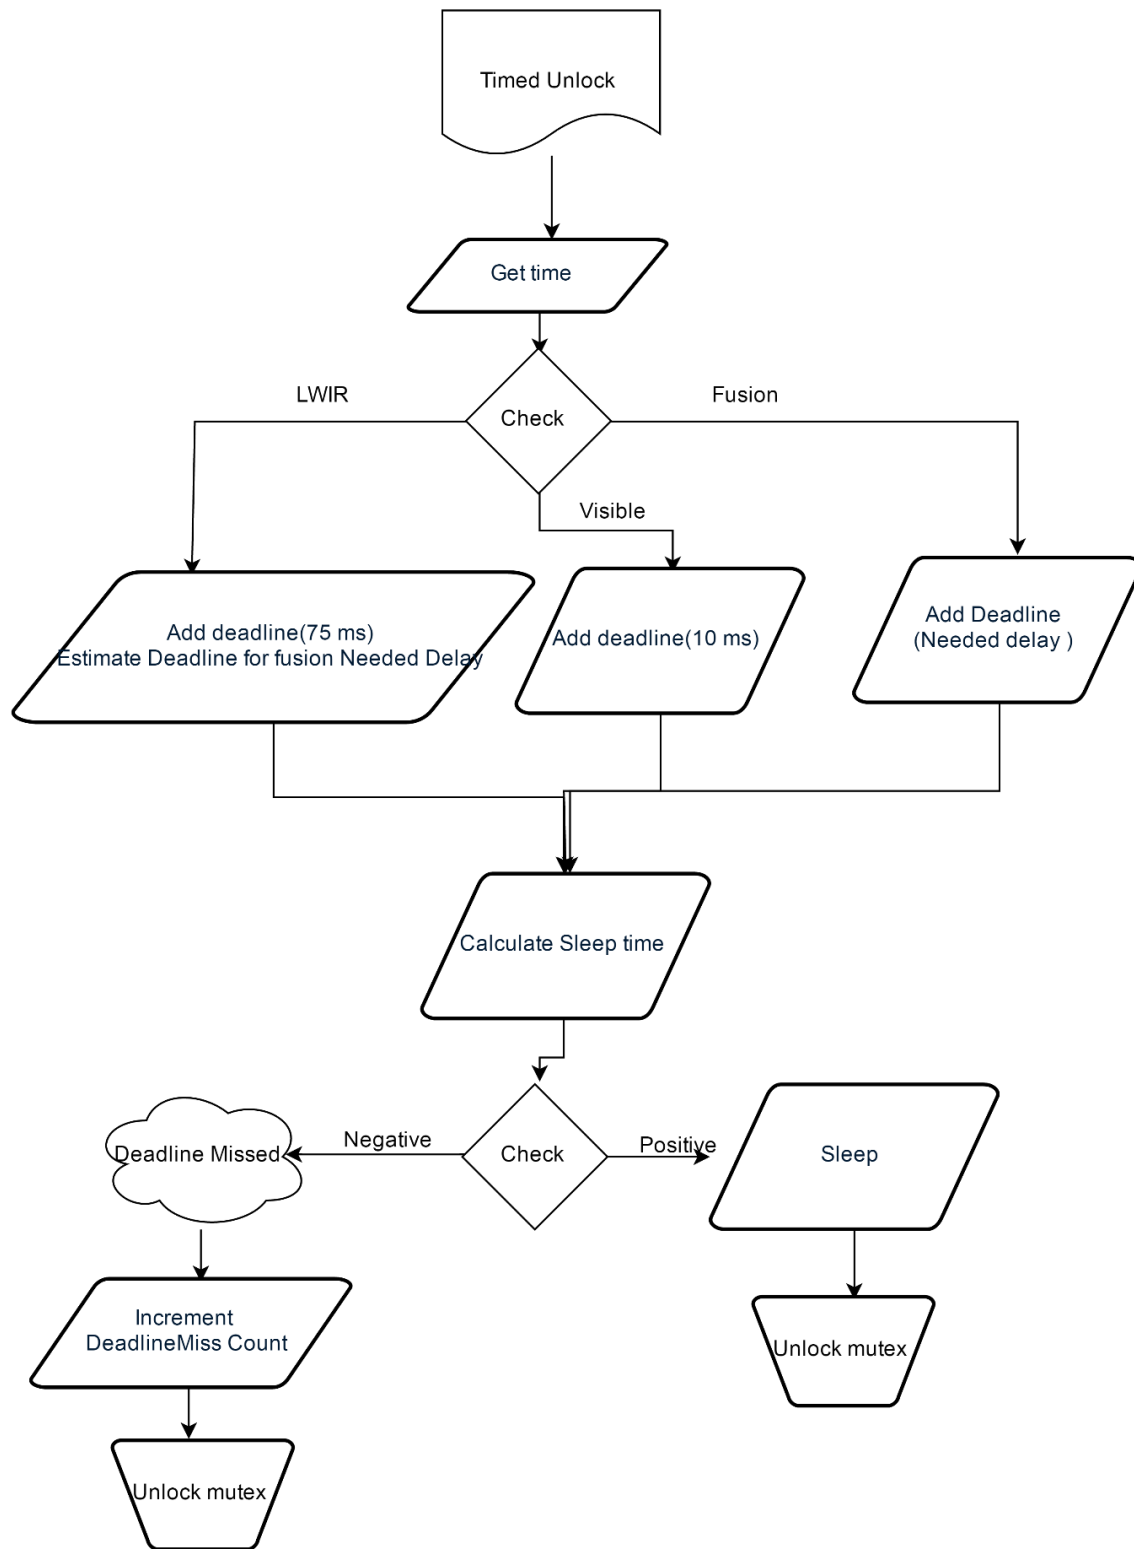 Timed Unlock
Get time
LWIR
Fusion
Check
Visible
Add deadline(75 ms)
Estimate Deadline for fusion Needed Delay
Add deadline(10 ms)
Add Deadline
(Needed delay )
Calculate Sleep time
Negative
Positive
Deadline Missed
Check
Sleep
Increment
DeadlineMiss Count
Unlock mutex
Unlock mutex